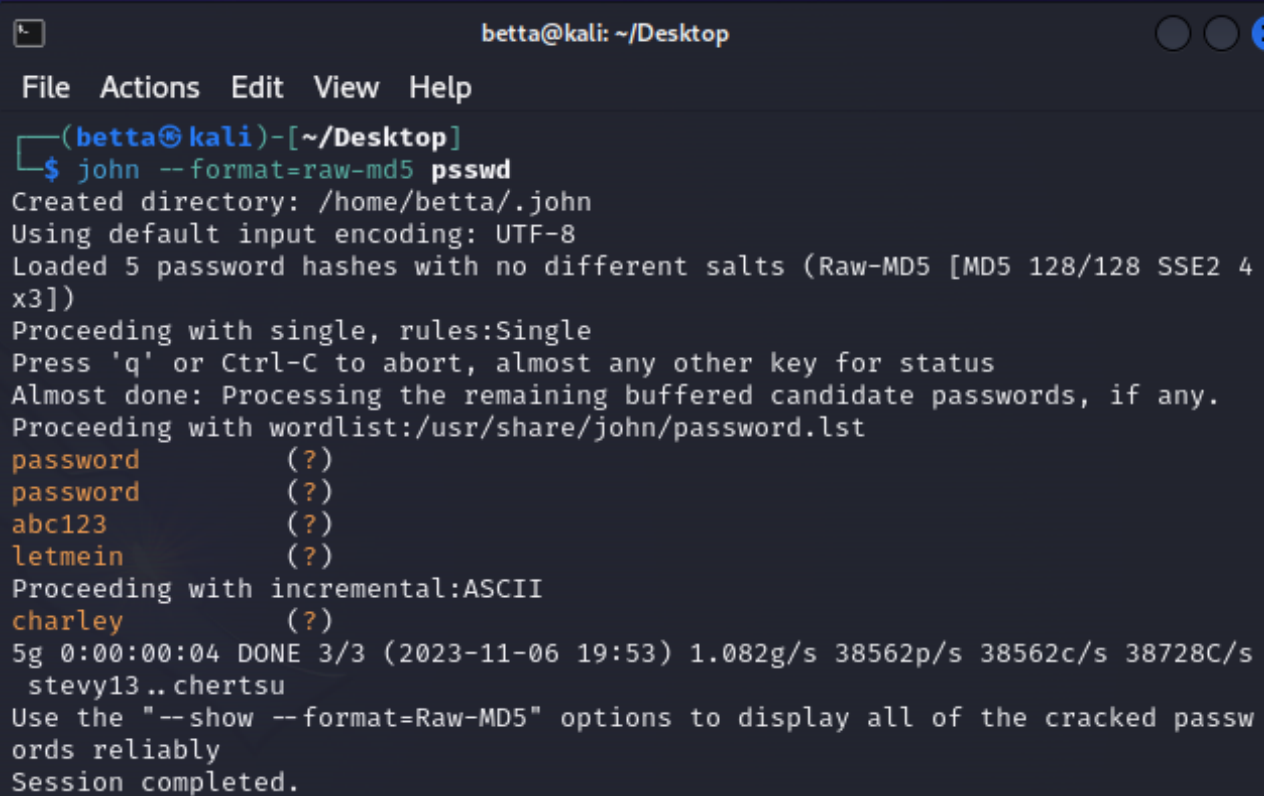 betta@kali: ~/Desktop
File Actions Edit View Help
┌──(betta㉿kali)-[~/Desktop]
└─$ john --format=raw-md5 psswd
Created directory: /home/betta/.john
Using default input encoding: UTF-8
Loaded 5 password hashes with no different salts (Raw-MD5 [MD5 128/128 SSE2 4
x3])
Proceeding with single, rules:Single
Press 'q' or Ctrl-C to abort, almost any other key for status
Almost done: Processing the remaining buffered candidate passwords, if any.
Proceeding with wordlist:/usr/share/john/password.lst
password         (?)
password         (?)
abc123           (?)
letmein          (?)
Proceeding with incremental:ASCII
charley          (?)
5g 0:00:00:04 DONE 3/3 (2023-11-06 19:53) 1.082g/s 38562p/s 38562c/s 38728C/s
 stevy13..chertsu
Use the "--show --format=Raw-MD5" options to display all of the cracked passw
ords reliably
Session completed.